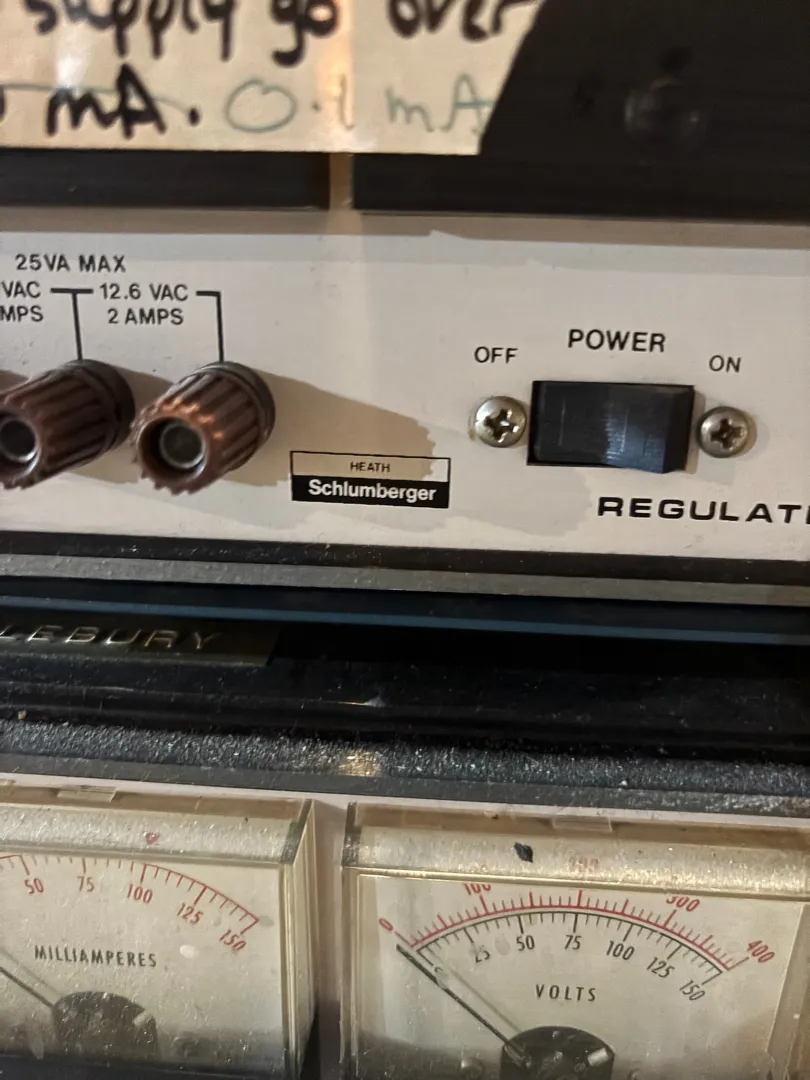 supply go over
mA. 0.1 mA
25VA MAX
VAC 12.6 VAC
MPS 2 AMPS
OFF POWER ON
HEATH
Schlumberger
REGULAT
LEBURY
50 75 100 125 150
MILLIAMPERES
0 100 200 300 400
25 50 75 100 125 150
VOLTS